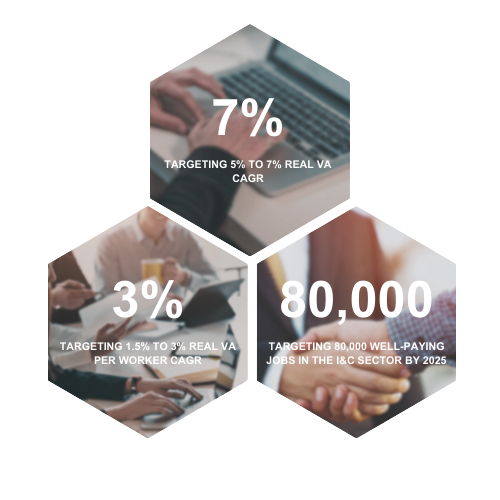 7%
TARGETING 5% TO 7% REAL VA
CAGR
3%
TARGETING 1.5% TO 3% REAL VA
PER WORKER CAGR
80,000
TARGETING 80,000 WELL-PAYING
JOBS IN THE I&C SECTOR BY 2025